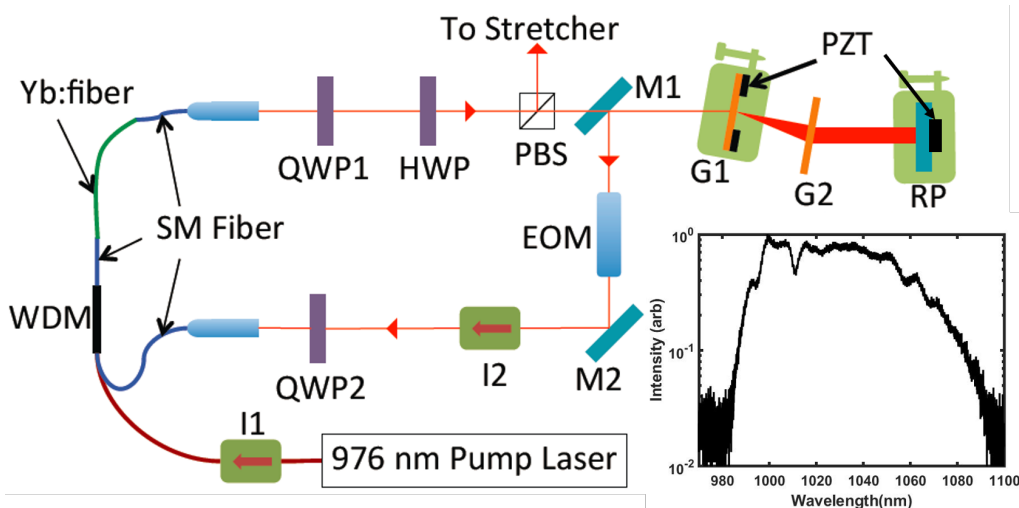 To Stretcher
PZT
Yb:fiber
M1
QWP1
HWP
PBS
G1
G2
RP
SM Fiber
EOM
WDM
I2
M2
QWP2
I1
976 nm Pump Laser
Intensity (arb)
10^0
10^-1
10^-2
980 1000 1020 1040 1060 1080 1100
Wavelength(nm)